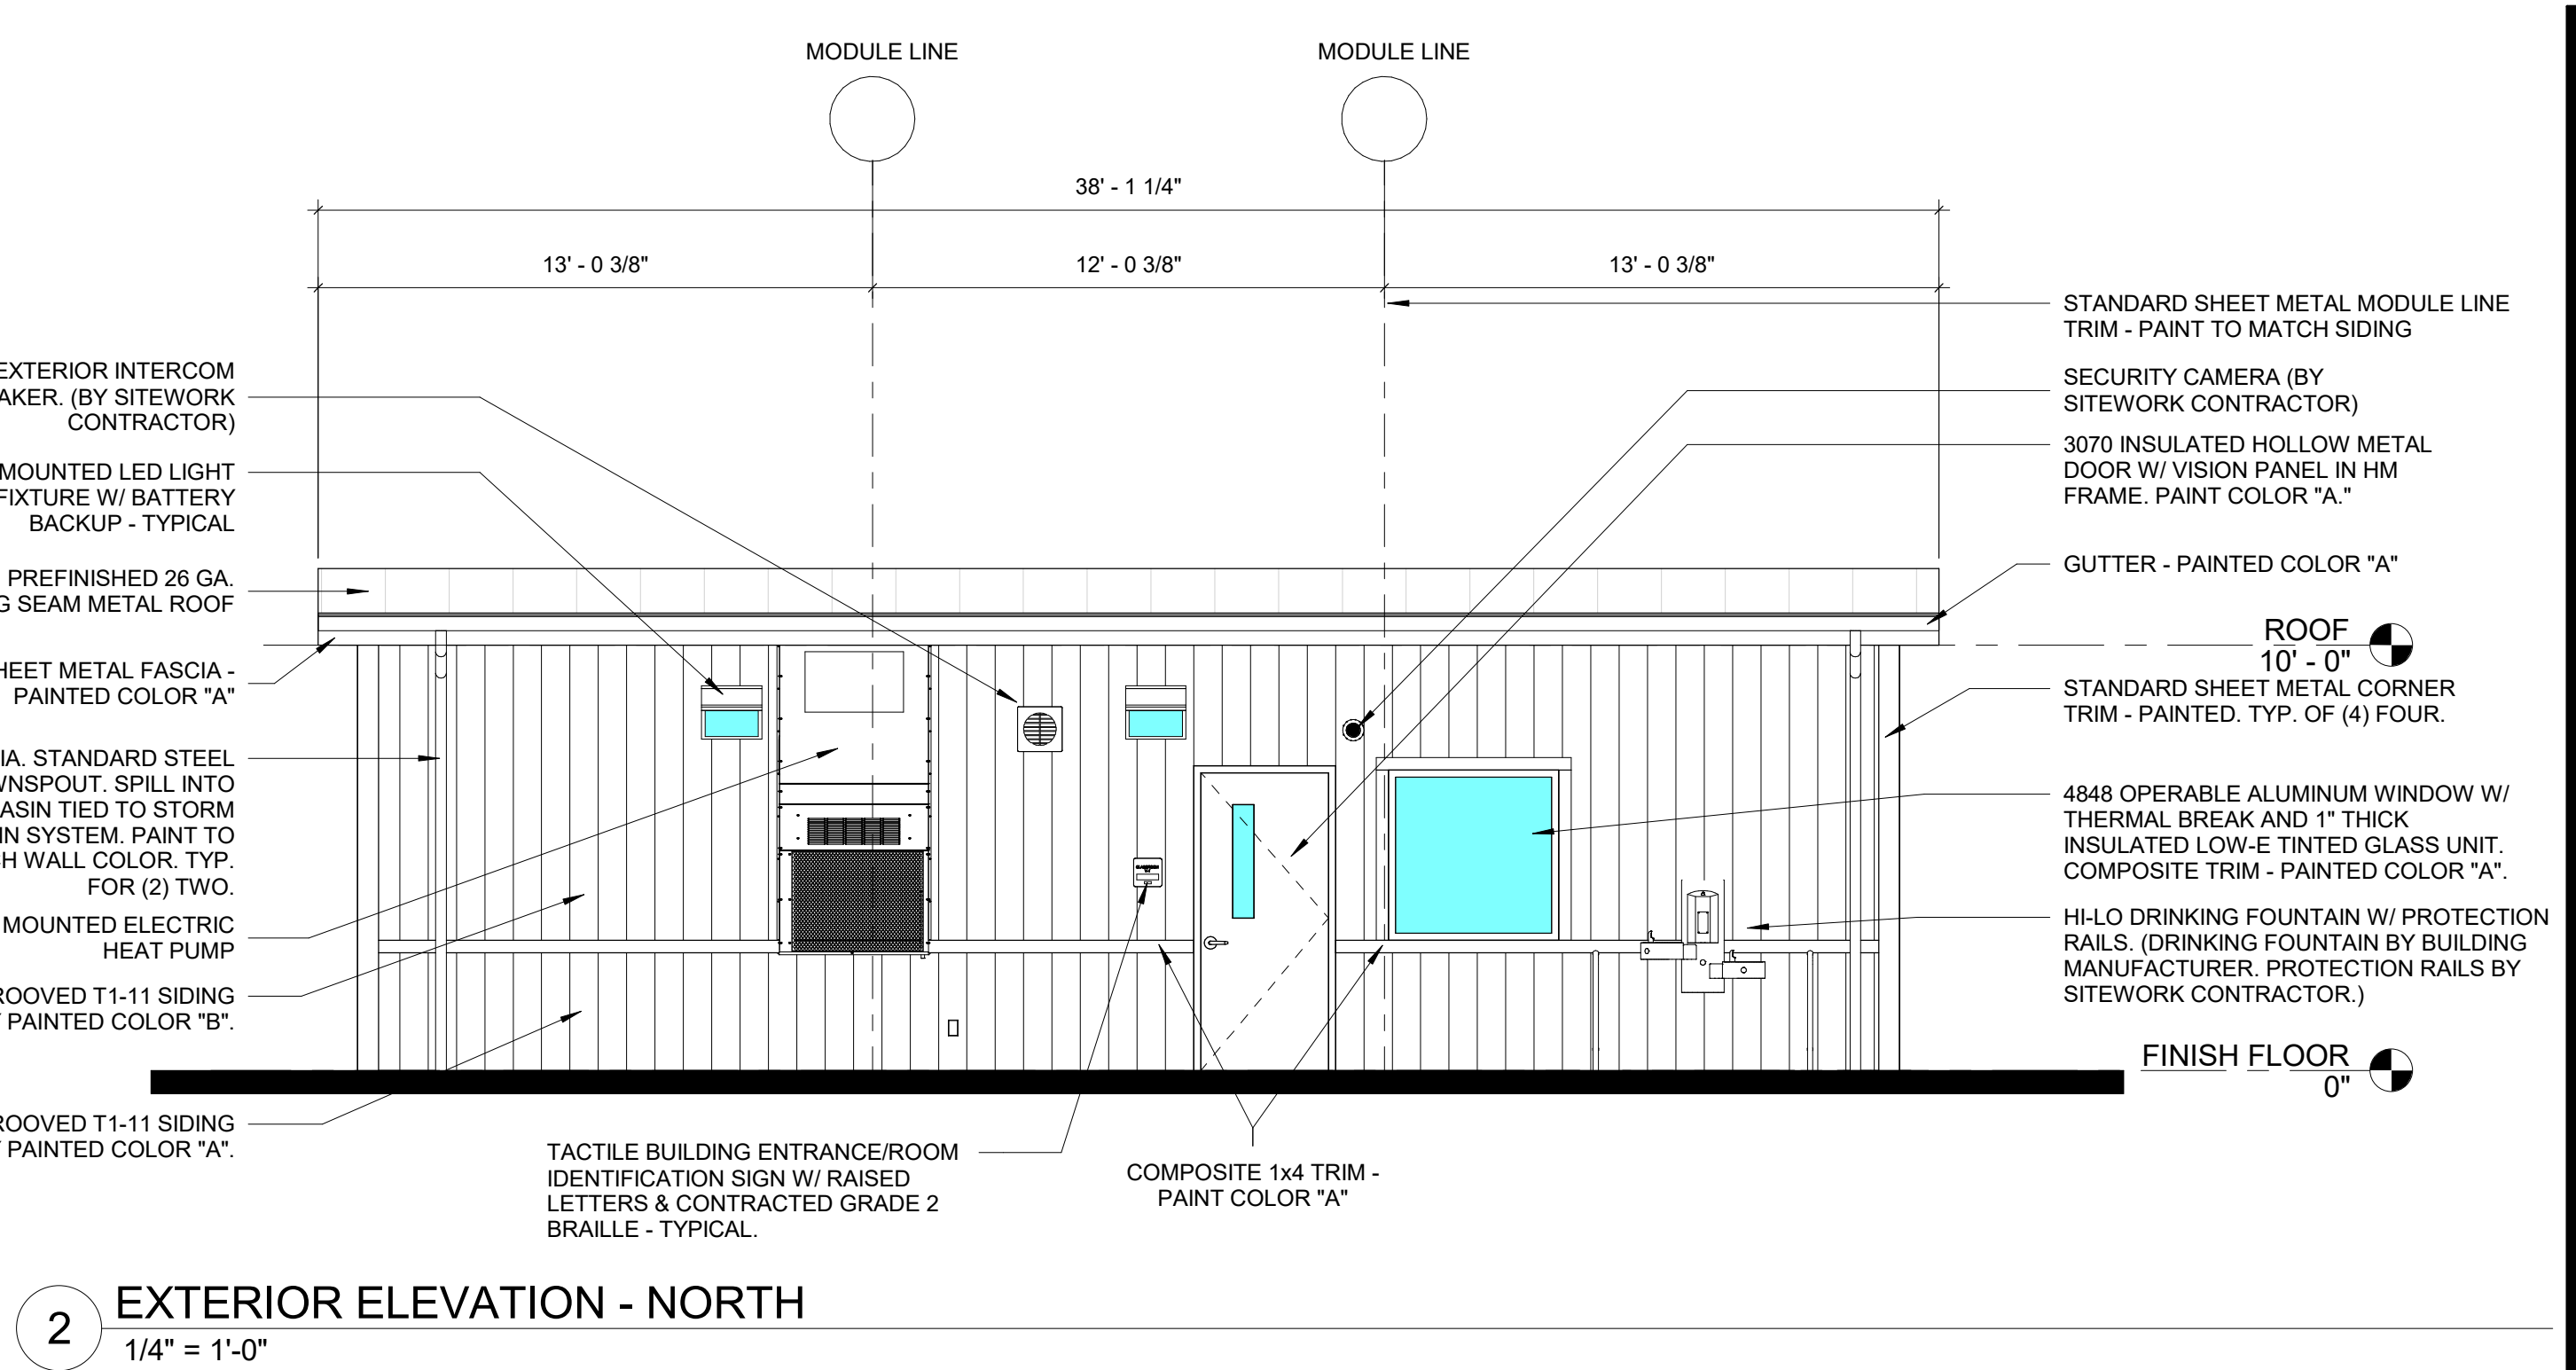 MODULE LINE
MODULE LINE
38' - 1 1/4"
13' - 0 3/8"
12' - 0 3/8"
13' - 0 3/8"
EXTERIOR INTERCOM
AKER. (BY SITEWORK
CONTRACTOR)
MOUNTED LED LIGHT
FIXTURE W/ BATTERY
BACKUP - TYPICAL
PREFINISHED 26 GA.
G SEAM METAL ROOF
HEET METAL FASCIA -
PAINTED COLOR "A"
IA. STANDARD STEEL
WNSPOUT. SPILL INTO
ASIN TIED TO STORM
IN SYSTEM. PAINT TO
CH WALL COLOR. TYP.
FOR (2) TWO.
MOUNTED ELECTRIC
HEAT PUMP
ROOVED T1-11 SIDING
PAINTED COLOR "B".
ROOVED T1-11 SIDING
PAINTED COLOR "A".
STANDARD SHEET METAL MODULE LINE
TRIM - PAINT TO MATCH SIDING
SECURITY CAMERA (BY
SITEWORK CONTRACTOR)
3070 INSULATED HOLLOW METAL
DOOR W/ VISION PANEL IN HM
FRAME. PAINT COLOR "A."
GUTTER - PAINTED COLOR "A"
ROOF
10' - 0"
STANDARD SHEET METAL CORNER
TRIM - PAINTED. TYP. OF (4) FOUR.
4848 OPERABLE ALUMINUM WINDOW W/
THERMAL BREAK AND 1" THICK
INSULATED LOW-E TINTED GLASS UNIT.
COMPOSITE TRIM - PAINTED COLOR "A".
HI-LO DRINKING FOUNTAIN W/ PROTECTION
RAILS. (DRINKING FOUNTAIN BY BUILDING
MANUFACTURER. PROTECTION RAILS BY
SITEWORK CONTRACTOR.)
FINISH FLOOR
0"
TACTILE BUILDING ENTRANCE/ROOM
IDENTIFICATION SIGN W/ RAISED
LETTERS & CONTRACTED GRADE 2
BRAILLE - TYPICAL.
COMPOSITE 1x4 TRIM -
PAINT COLOR "A"
2
EXTERIOR ELEVATION - NORTH
1/4" = 1'-0"